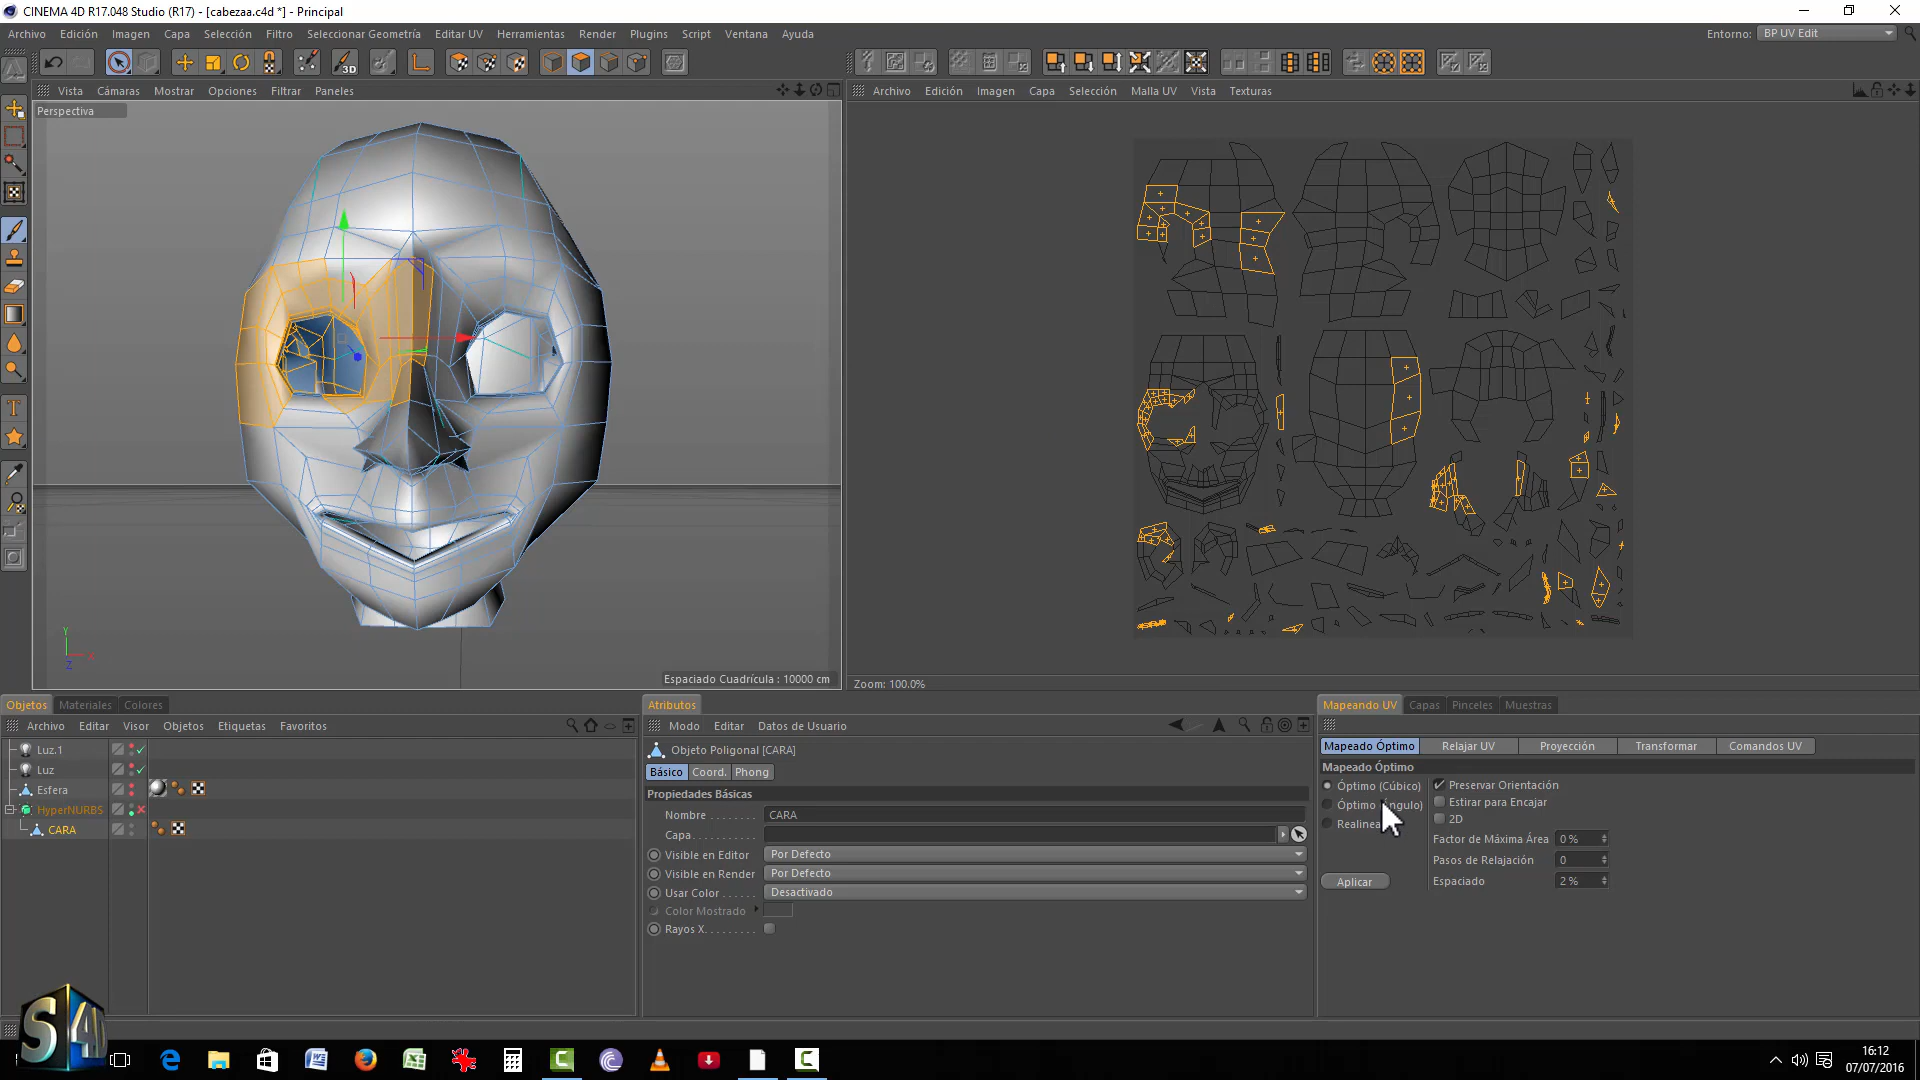 CINEMA 4D R17.048 Studio (R17) - [cabezaa.c4d *] - Principal
Archivo Edición Imagen Capa Selección Filtro Seleccionar Geometría Editar UV Herramientas Render Plugins Script Ventana Ayuda
Entorno: BP UV Edit
Vista Cámaras Mostrar Opciones Filtrar Paneles
Archivo Edición Imagen Capa Selección Malla UV Vista Texturas
Perspectiva
3D
Y
X
Z
Espaciado Cuadrícula : 10000 cm
Zoom: 100.0%
Objetos Materiales Colores
Archivo Editar Visor Objetos Etiquetas Favoritos
Luz.1
Luz
Esfera
HyperNURBS
CARA
Atributos
Modo Editar Datos de Usuario
Objeto Poligonal [CARA]
Básico Coord. Phong
Propiedades Básicas
Nombre . . . . . . . . CARA
Capa. . . . . . . . . . .
Visible en Editor Por Defecto
Visible en Render Por Defecto
Usar Color . . . . . . Desactivado
Color Mostrado
Rayos X. . . . . . . . .
Mapeando UV Capas Pinceles Muestras
Mapeado Óptimo Relajar UV Proyección Transformar Comandos UV
Mapeado Óptimo
Óptimo (Cúbico) Preservar Orientación
Óptimo Estirar para Encajar
2D
Factor de Máxima Área 0 %
Pasos de Relajación 0
Aplicar Espaciado 2 %
S4D
16:12
07/07/2016